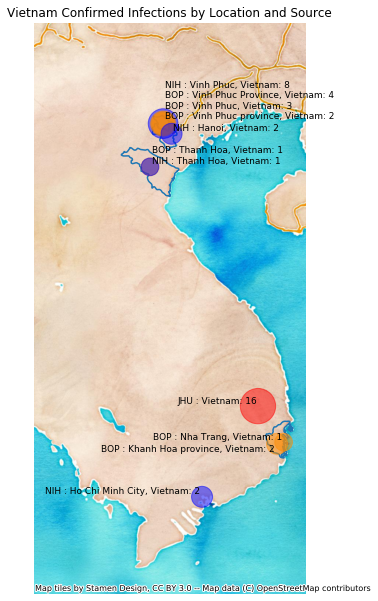 Vietnam Confirmed Infections by Location and Source
NIH : Vinh Phuc, Vietnam: 8
BOP : Vinh Phuc Province, Vietnam: 4
BOP : Vinh Phuc, Vietnam: 3
BOP : Vinh Phuc province, Vietnam: 2
NIH : Hanoi, Vietnam: 2
BOP : Thanh Hoa, Vietnam: 1
NIH : Thanh Hoa, Vietnam: 1
JHU : Vietnam: 16
BOP : Nha Trang, Vietnam: 1
BOP : Khanh Hoa province, Vietnam: 2
NIH : Ho Chi Minh City, Vietnam: 2
Map tiles by Stamen Design, CC BY 3.0 -- Map data (C) OpenStreetMap contributors